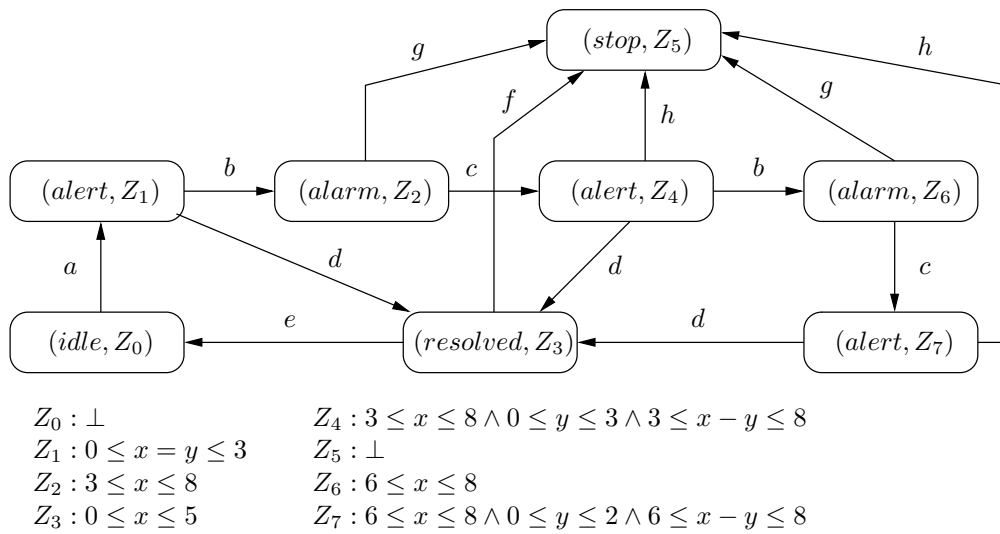 (stop, Z₅)
g
h
f
g
h
(alert, Z₁)
b
(alarm, Z₂)
c
(alert, Z₄)
b
(alarm, Z₆)
a
d
d
c
(idle, Z₀)
e
(resolved, Z₃)
d
(alert, Z₇)
Z₀ : ⊥
Z₁ : 0 ≤ x = y ≤ 3
Z₂ : 3 ≤ x ≤ 8
Z₃ : 0 ≤ x ≤ 5
Z₄ : 3 ≤ x ≤ 8 ∧ 0 ≤ y ≤ 3 ∧ 3 ≤ x − y ≤ 8
Z₅ : ⊥
Z₆ : 6 ≤ x ≤ 8
Z₇ : 6 ≤ x ≤ 8 ∧ 0 ≤ y ≤ 2 ∧ 6 ≤ x − y ≤ 8